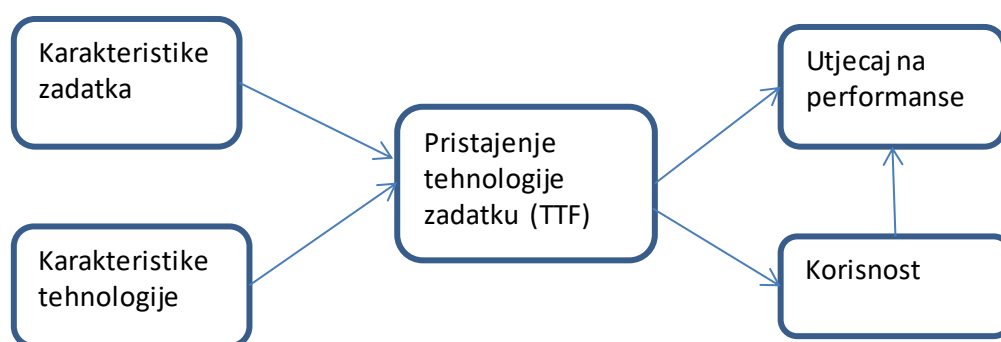 Karakteristike
zadatka
Karakteristike
tehnologije
Pristajenje
tehnologije
zadatku (TTF)
Utjecaj na
performanse
Korisnost